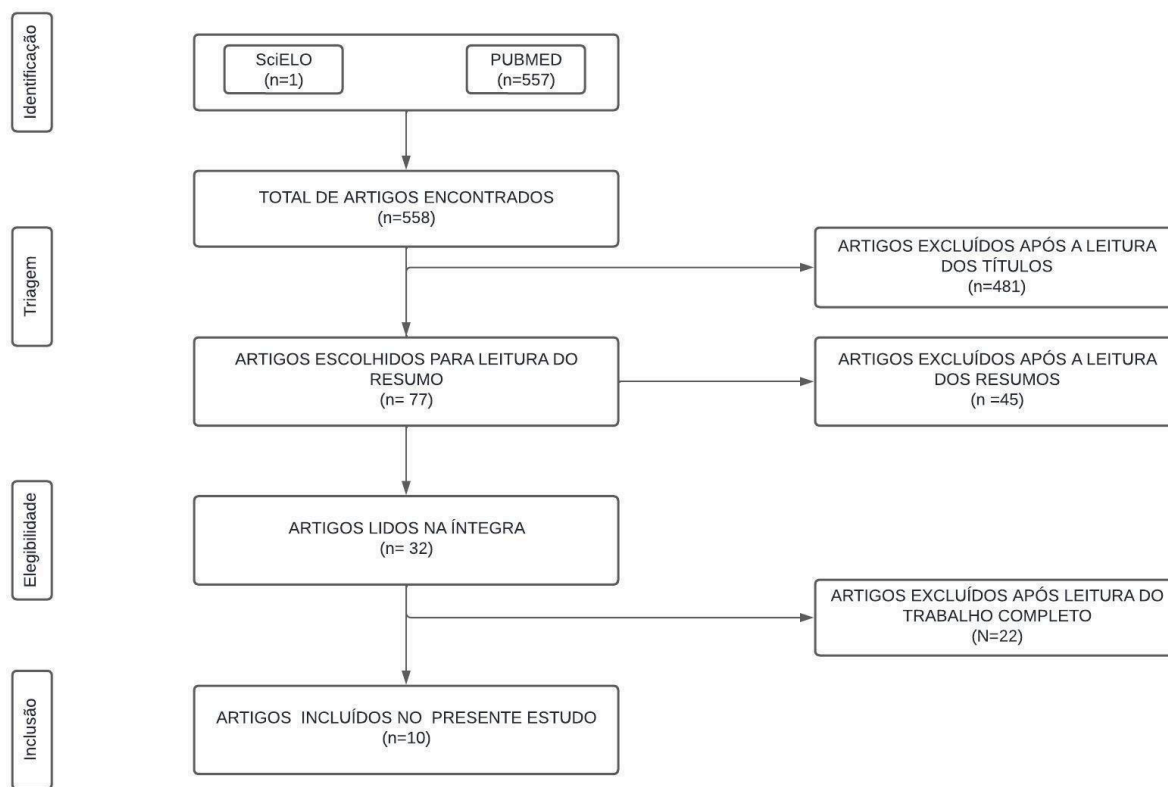 Identificação
SciELO
(n=1)
PUBMED
(n=557)
TOTAL DE ARTIGOS ENCONTRADOS
(n=558)
Triagem
ARTIGOS EXCLUÍDOS APÓS A LEITURA
DOS TÍTULOS
(n=481)
ARTIGOS ESCOLHIDOS PARA LEITURA DO
RESUMO
(n= 77)
ARTIGOS EXCLUÍDOS APÓS A LEITURA
DOS RESUMOS
(n =45)
Elegibilidade
ARTIGOS LIDOS NA ÍNTEGRA
(n= 32)
ARTIGOS EXCLUÍDOS APÓS LEITURA DO
TRABALHO COMPLETO
(N=22)
Inclusão
ARTIGOS  INCLUÍDOS NO  PRESENTE ESTUDO
(n=10)